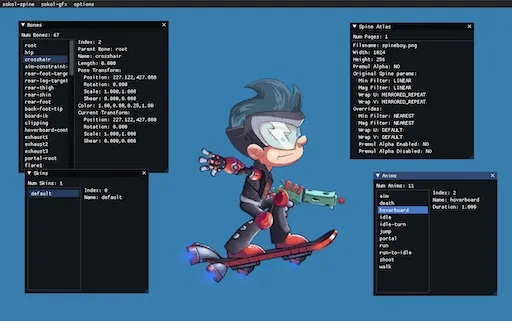 sokol-spine sokol-gfx options
▼ Bones
Num Bones: 67
root
hip
crosshair
aim-constraint-
rear-foot-targe
rear-leg-target
rear-thigh
rear-shin
rear-foot
back-foot-tip
board-ik
clipping
hoverboard-cont
exhaust1
exhaust2
exhaust3
portal-root
flare1
Index: 2
Parent Bone: root
Name: crosshair
Length: 0.000
Pose Transform:
Position: 227.122,427.000
Rotation: 0.000
Scale: 1.000,1.000
Shear: 0.000,0.000
Color: 1.00,0.00,0.25,1.00
Current Transform:
Position: 227.122,427.000
Rotation: 0.000
Scale: 1.000,1.000
Shear: 0.000,0.000
▼ Spine Atlas
Num Pages: 1
Filename: spineboy.png
Width: 1024
Height: 256
Premul Alpha: NO
Original Spine params:
Min Filter: LINEAR
Mag Filter: LINEAR
Wrap U: MIRRORED_REPEAT
Wrap V: MIRRORED_REPEAT
Overrides:
Min Filter: NEAREST
Mag Filter: NEAREST
Wrap U: DEFAULT
Wrap V: DEFAULT
Premul Alpha Enabled: NO
Premul Alpha Disabled: NO
▼ Skins
Num Skins: 1
default
Index: 0
Name: default
▼ Anims
Num Anims: 11
aim
death
hoverboard
idle
idle-turn
jump
portal
run
run-to-idle
shoot
walk
Index: 2
Name: hoverboard
Duration: 1.000